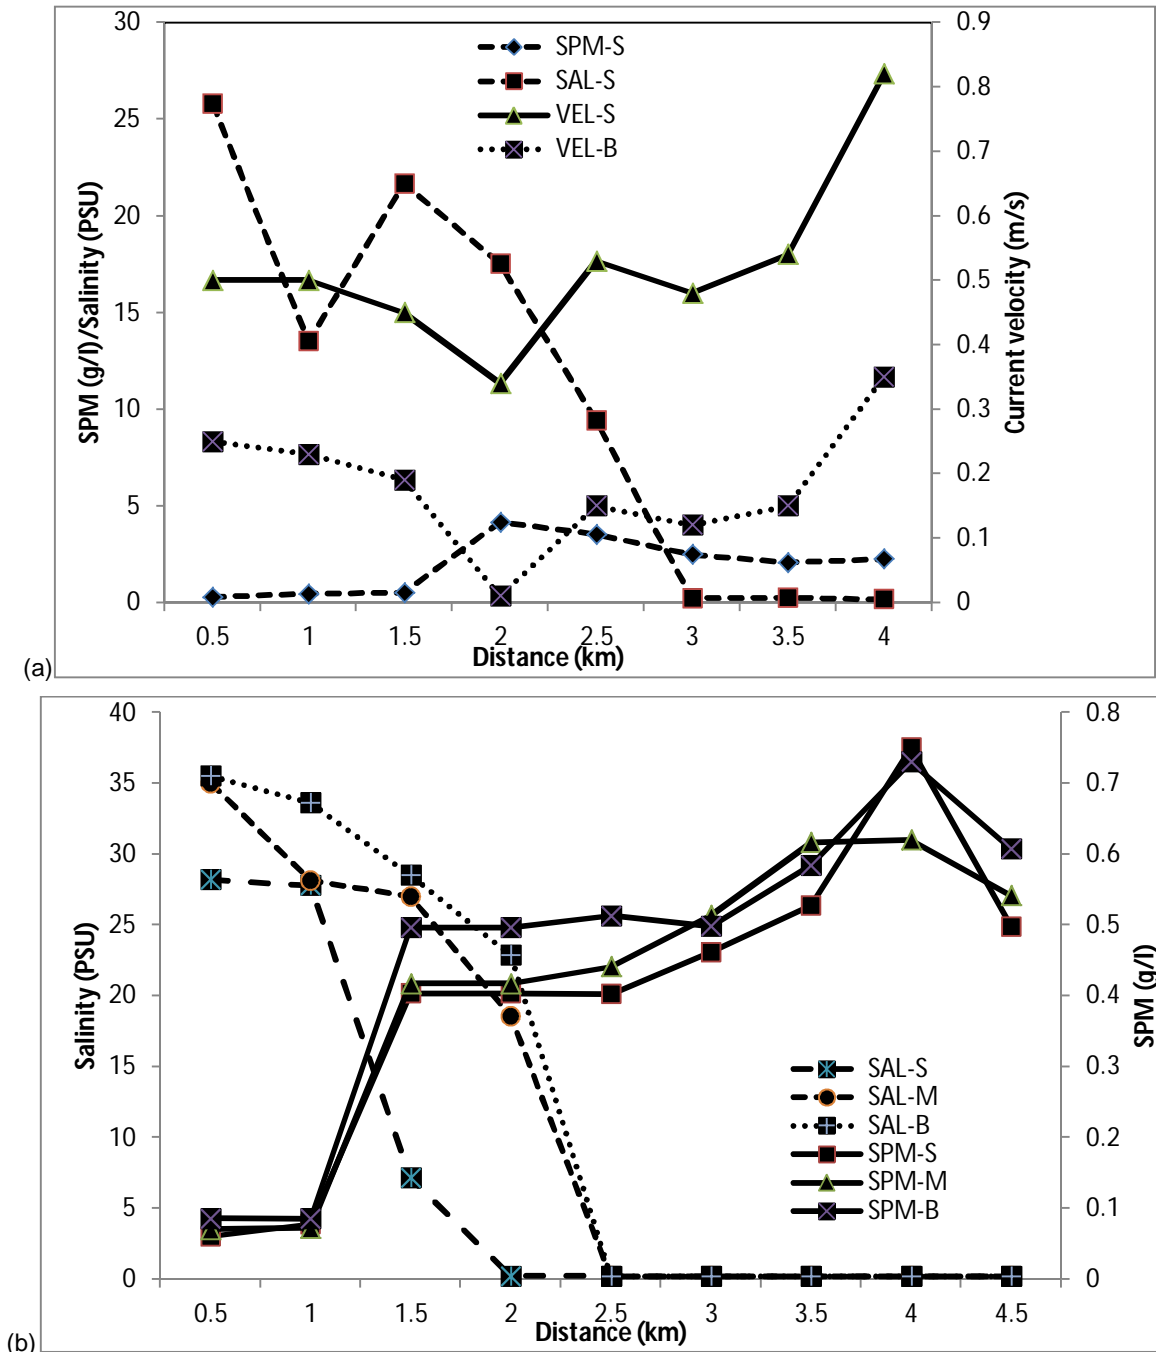 30
25
20
15
10
5
0
SPM (g/l)/Salinity (PSU)
SPM-S
SAL-S
VEL-S
VEL-B
0.9
0.8
0.7
0.6
0.5
0.4
0.3
0.2
0.1
0
Current velocity (m/s)
0.5 1 1.5 2 2.5 3 3.5 4
Distance (km)
(a)
40
35
30
25
20
15
10
5
0
Salinity (PSU)
SAL-S
SAL-M
SAL-B
SPM-S
SPM-M
SPM-B
0.8
0.7
0.6
0.5
0.4
0.3
0.2
0.1
0
SPM (g/l)
0.5 1 1.5 2 2.5 3 3.5 4 4.5
Distance (km)
(b)